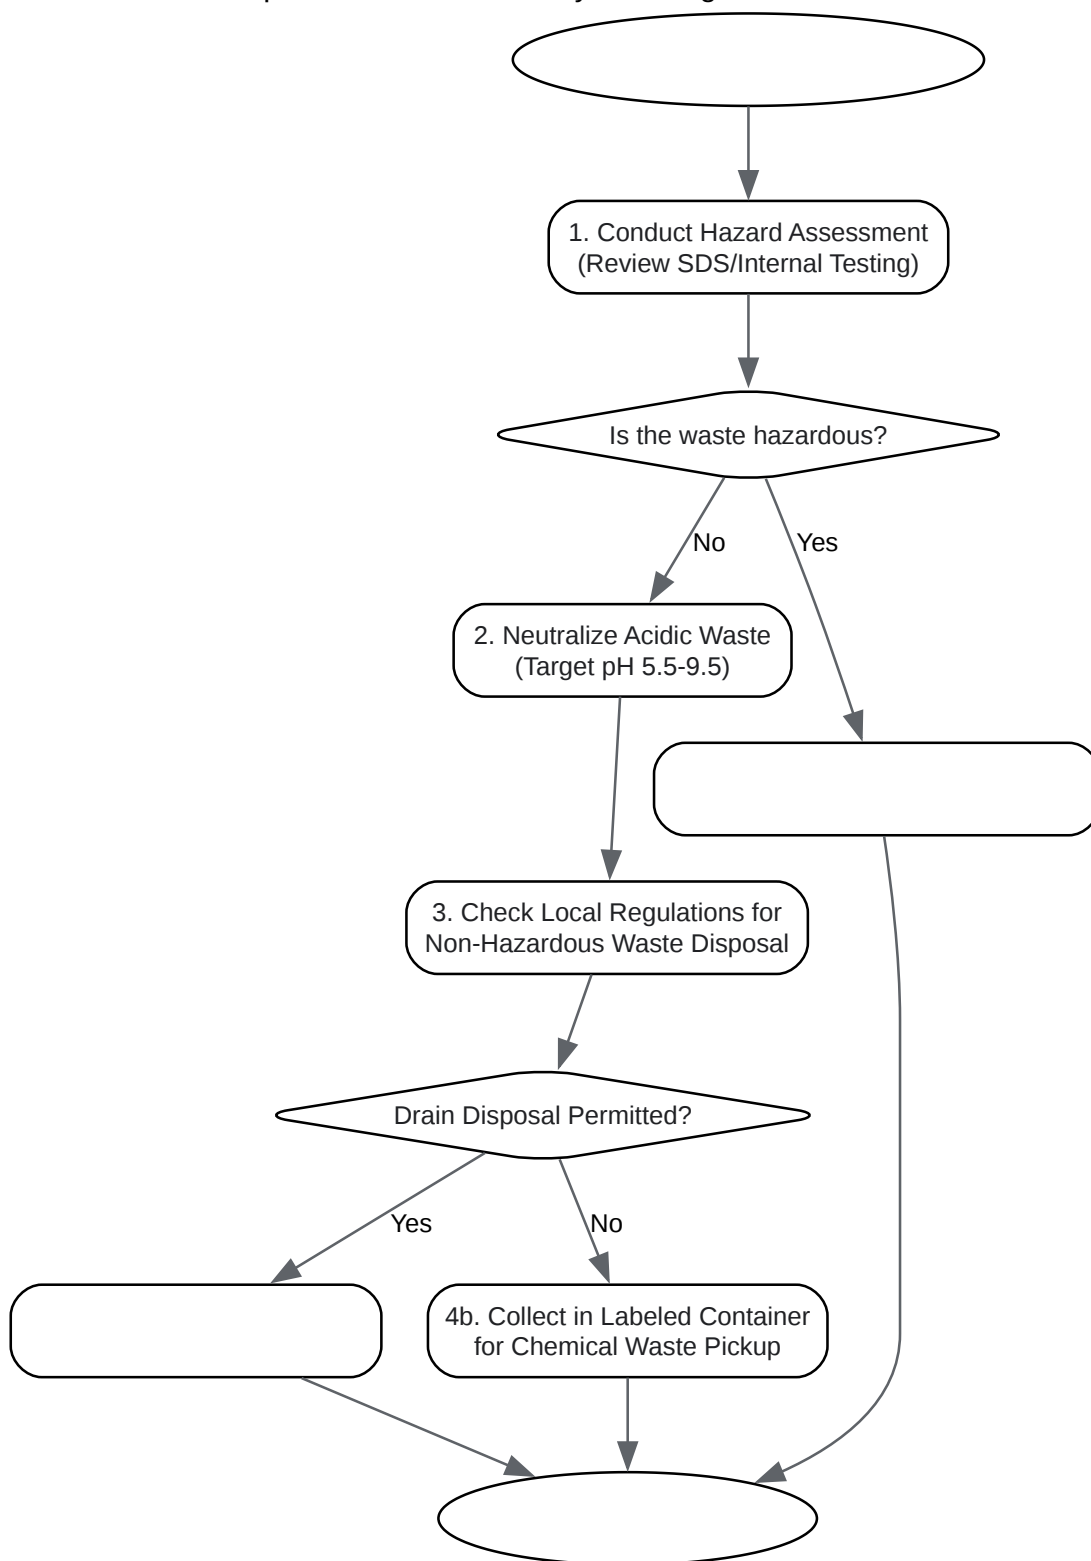 1. Conduct Hazard Assessment
(Review SDS/Internal Testing)
Is the waste hazardous?
No
Yes
2. Neutralize Acidic Waste
(Target pH 5.5-9.5)
3. Check Local Regulations for
Non-Hazardous Waste Disposal
Drain Disposal Permitted?
Yes
No
4b. Collect in Labeled Container
for Chemical Waste Pickup